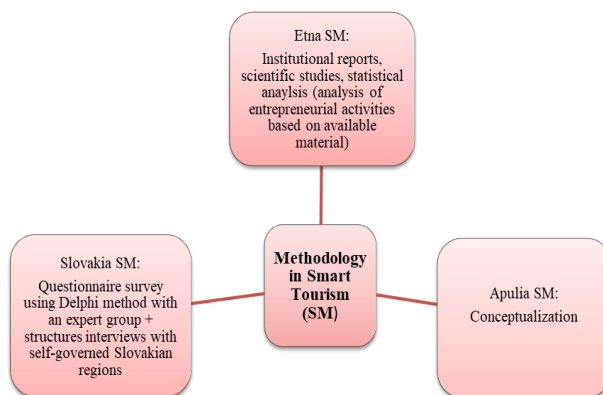 Etna SM:
Institutional reports,
scientific studies, statistical
anaylsis (analysis of
entrepreneurial activities
based on available
material)
Methodology
in Smart
Tourism
(SM)
Slovakia SM:
Questionnaire survey
using Delphi method with
an expert group +
structures interviews with
self-governed Slovakian
regions
Apulia SM:
Conceptualization